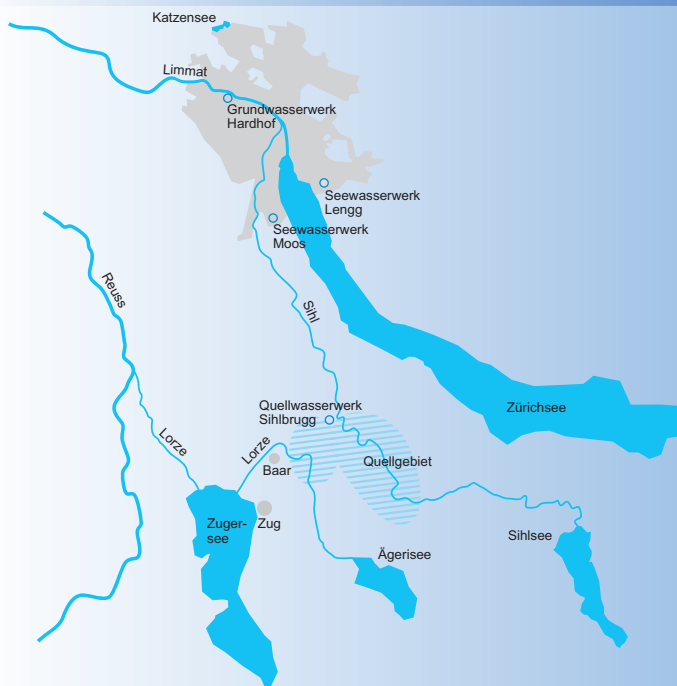 Katzensee
Limmat
Grundwasserwerk
Hardhof
Seewasserwerk
Lengg
Seewasserwerk
Moos
Reuss
Sihl
Quellwasserwerk
Sihlbrugg
Zürichsee
Lorze
Lorze
Baar
Quellgebiet
Zuger-
see
Zug
Sihlsee
Ägerisee